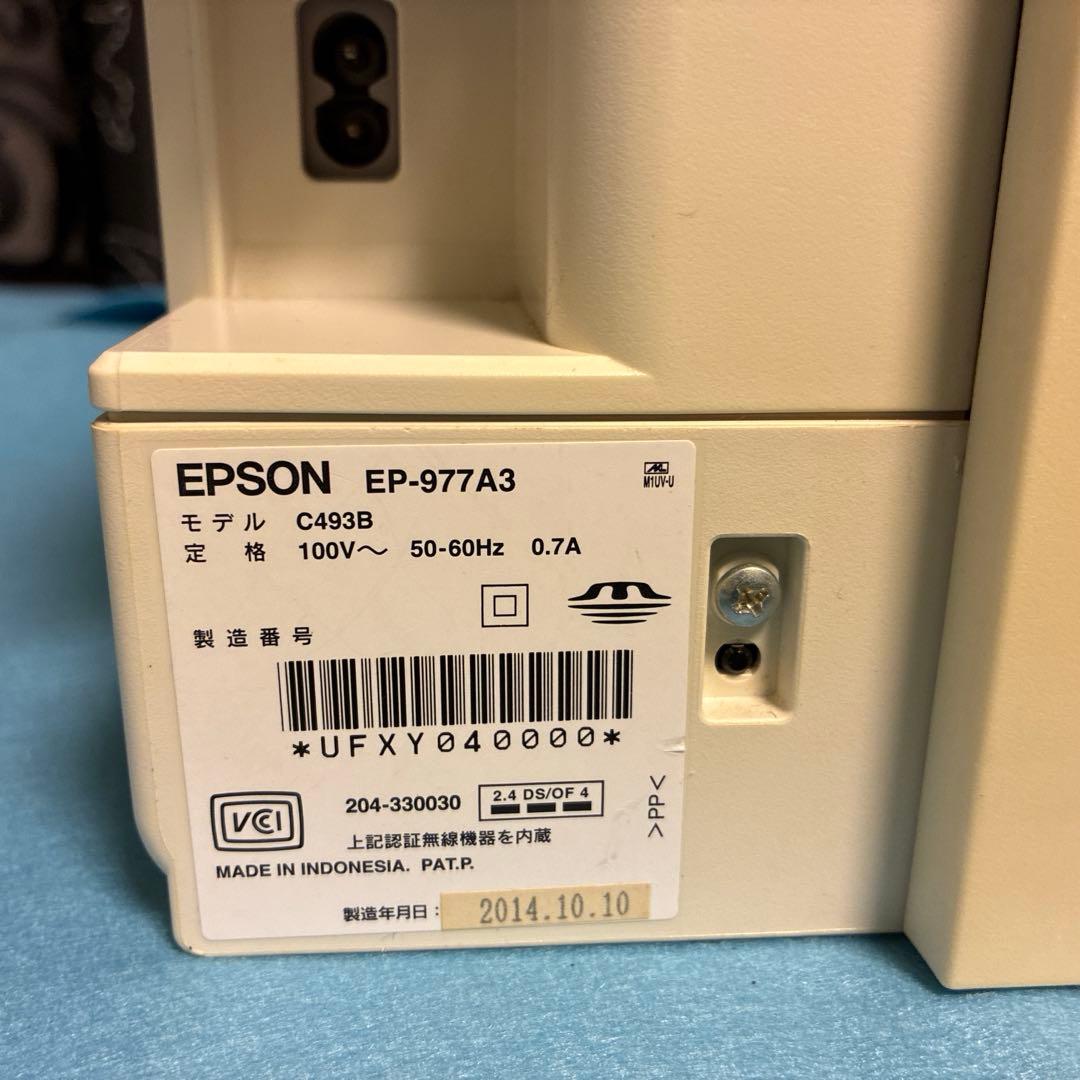 EPSON EP-977A3
M1UV-U
モデル C493B
定格 100V～ 50-60Hz 0.7A
製造番号
*UFXY040000*
VCCI
204-330030
2.4 DS/OF 4
上記認証無線機器を内蔵
>PP<
MADE IN INDONESIA. PAT.P.
製造年月日: 2014.10.10